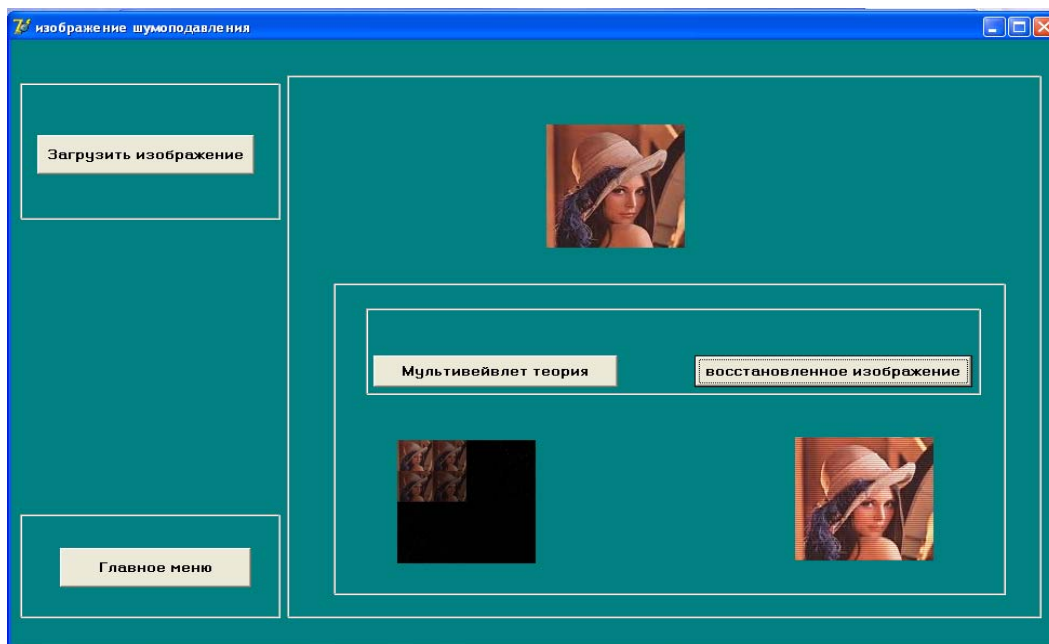 изображение шумоподавления
Загрузить изображение
Мультивейвлет теория
восстановленное изображение
Главное меню